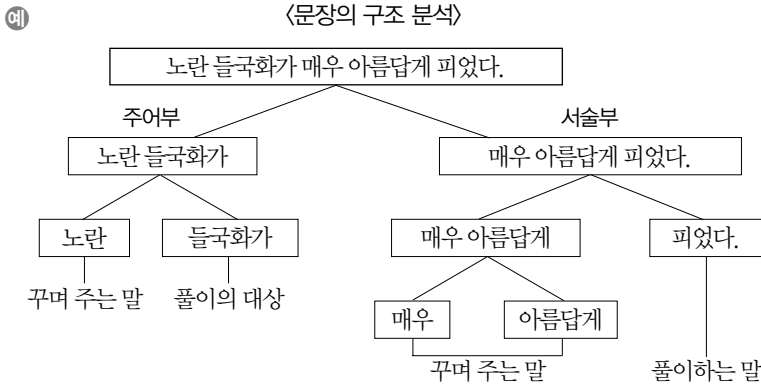 예
〈문장의 구조 분석〉
노란 들국화가 매우 아름답게 피었다.
주어부 서술부
노란 들국화가 매우 아름답게 피었다.
노란 들국화가 매우 아름답게 피었다.
꾸며 주는 말 풀이의 대상
매우 아름답게
꾸며 주는 말 풀이하는 말